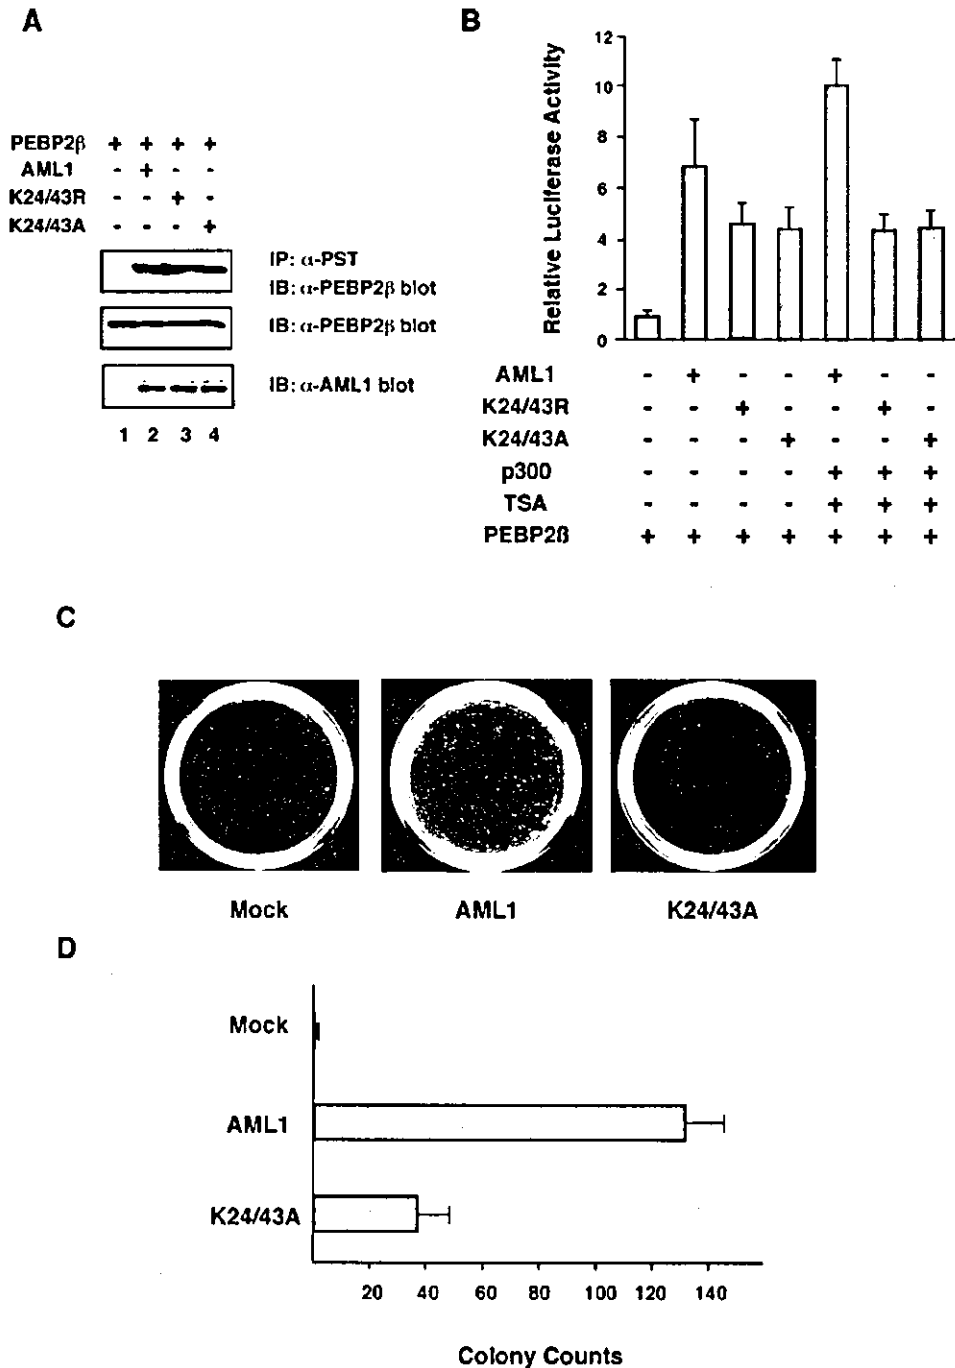 A
PEBP2β + + + +
AML1 - + - -
K24/43R - - + -
K24/43A - - - +
IP: α-PST
IB: α-PEBP2β blot
IB: α-PEBP2β blot
IB: α-AML1 blot
1 2 3 4
B
Relative Luciferase Activity
12
10
8
6
4
2
0
AML1 - + - - + - -
K24/43R - - + - - + -
K24/43A - - - + - - +
p300 - - - - + + +
TSA - - - - + + +
PEBP2β + + + + + + +
C
Mock AML1 K24/43A
D
Mock
AML1
K24/43A
20 40 60 80 100 120 140
Colony Counts